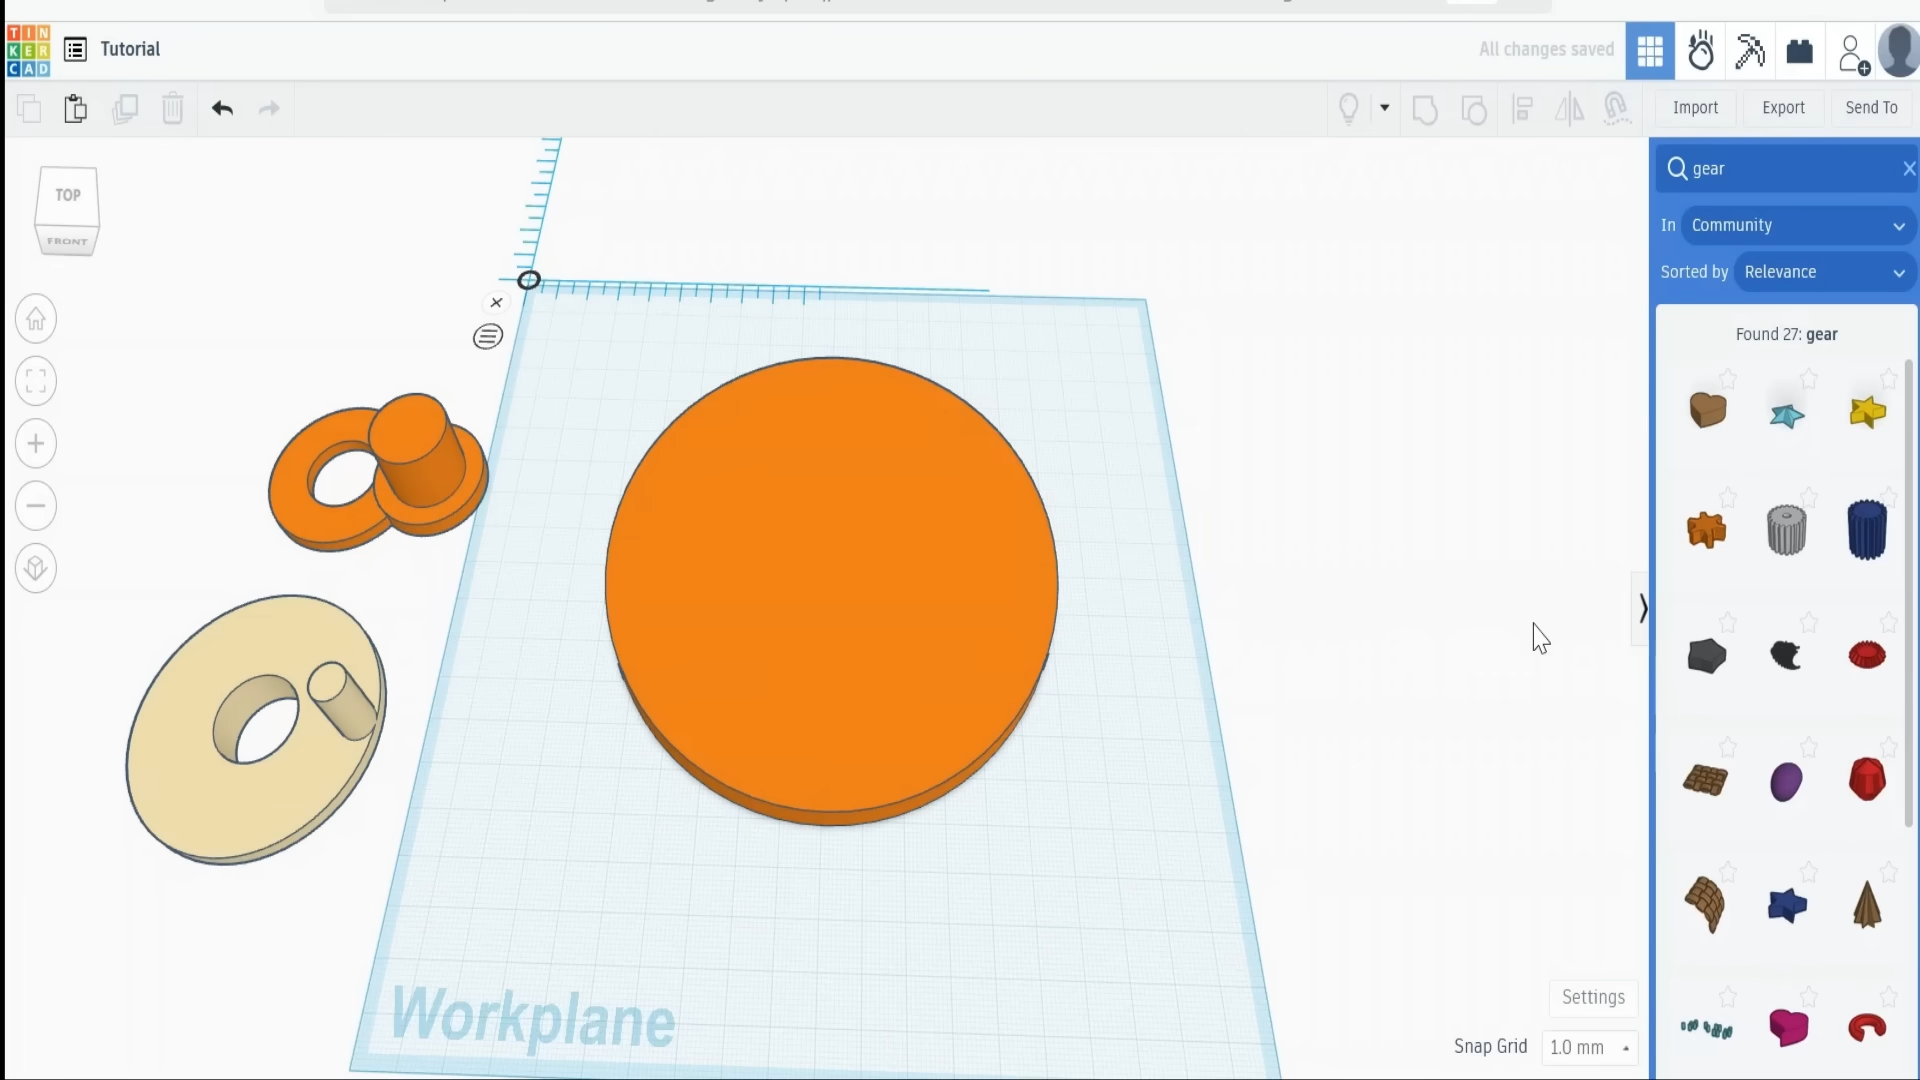 TIN
KER
CAD
Tutorial
All changes saved
Import
Export
Send To
TOP
FRONT
gear
In Community
Sorted by Relevance
Found 27: gear
Workplane
Settings
Snap Grid 1.0 mm